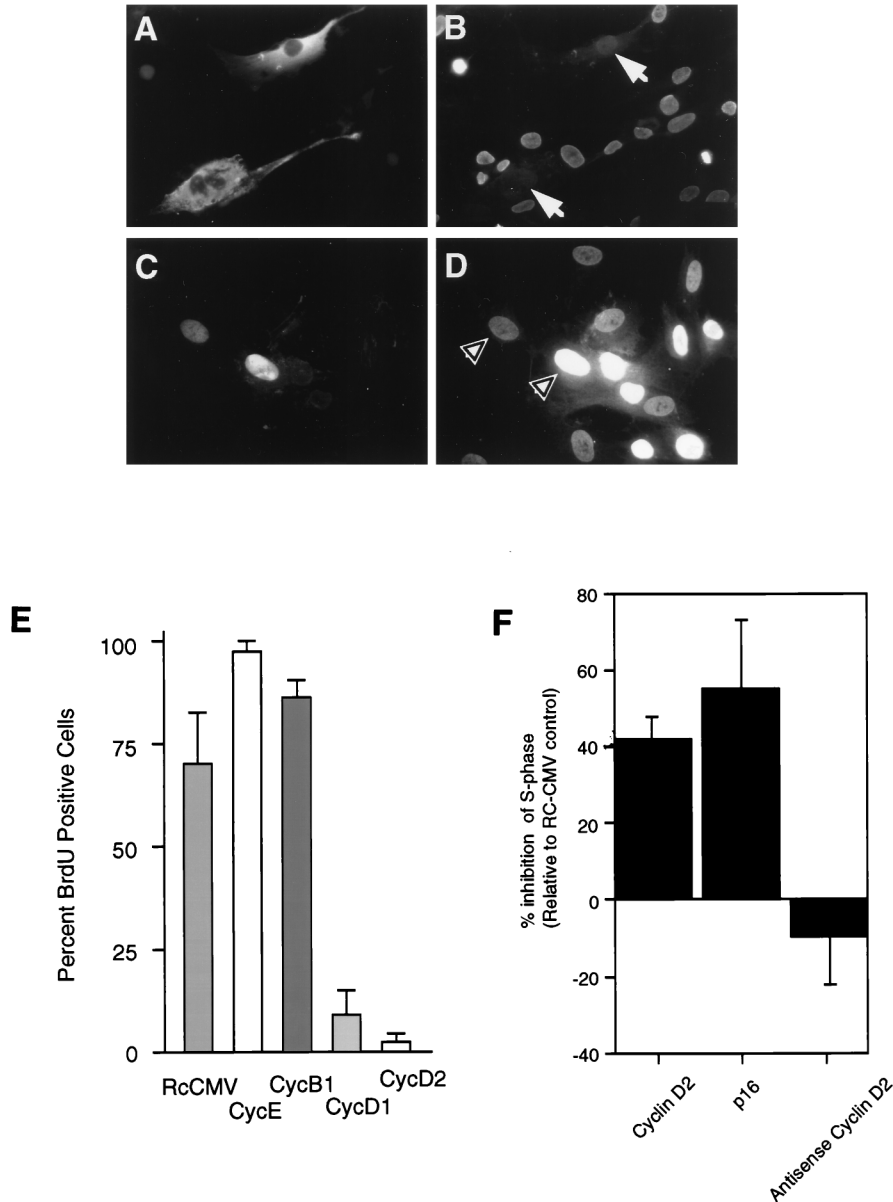 A
B
C
D
E
Percent BrdU Positive Cells
100
75
50
25
0
RcCMV
CycE
CycB1
CycD1
CycD2
F
% inhibition of S-phase
(Relative to RC-CMV control)
80
60
40
20
0
-20
-40
Cyclin D2
p16
Antisense Cyclin D2